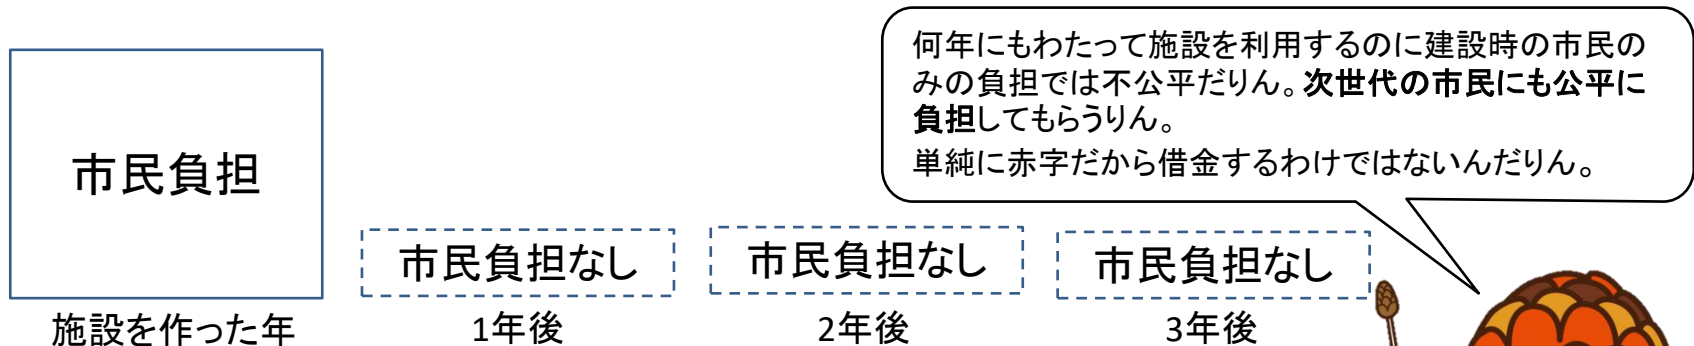 何年にもわたって施設を利用するのに建設時の市民の
みの負担では不公平だりん。次世代の市民にも公平に
負担してもらうりん。
単純に赤字だから借金するわけではないんだりん。
市民負担
市民負担なし
市民負担なし
市民負担なし
施設を作った年
1年後
2年後
3年後